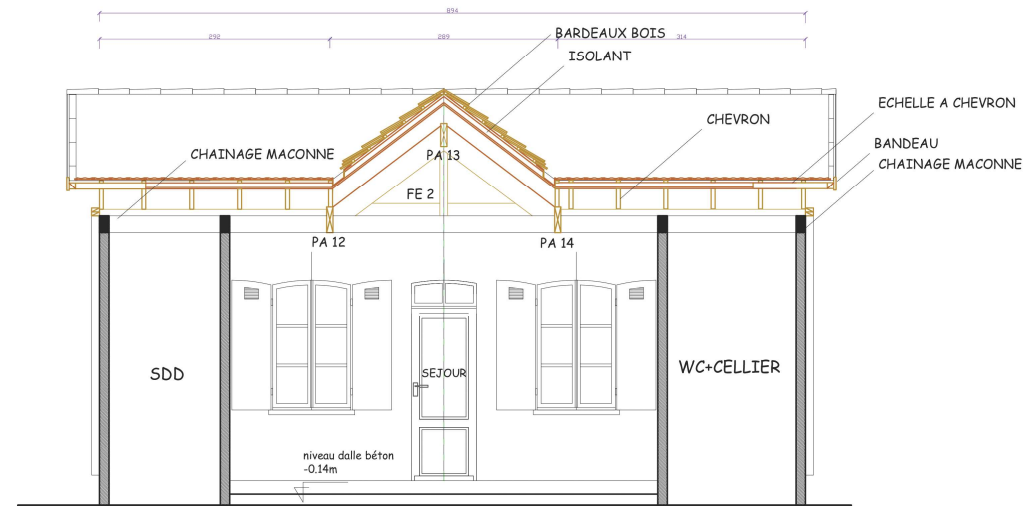 894
292
289
314
BARDEAUX BOIS
ISOLANT
ECHELLE A CHEVRON
CHEVRON
BANDEAU
CHAINAGE MACONNE
PA 13
CHAINAGE MACONNE
FE 2
PA 12
PA 14
SDD
SEJOUR
WC+CELLIER
niveau dalle béton
-0.14m